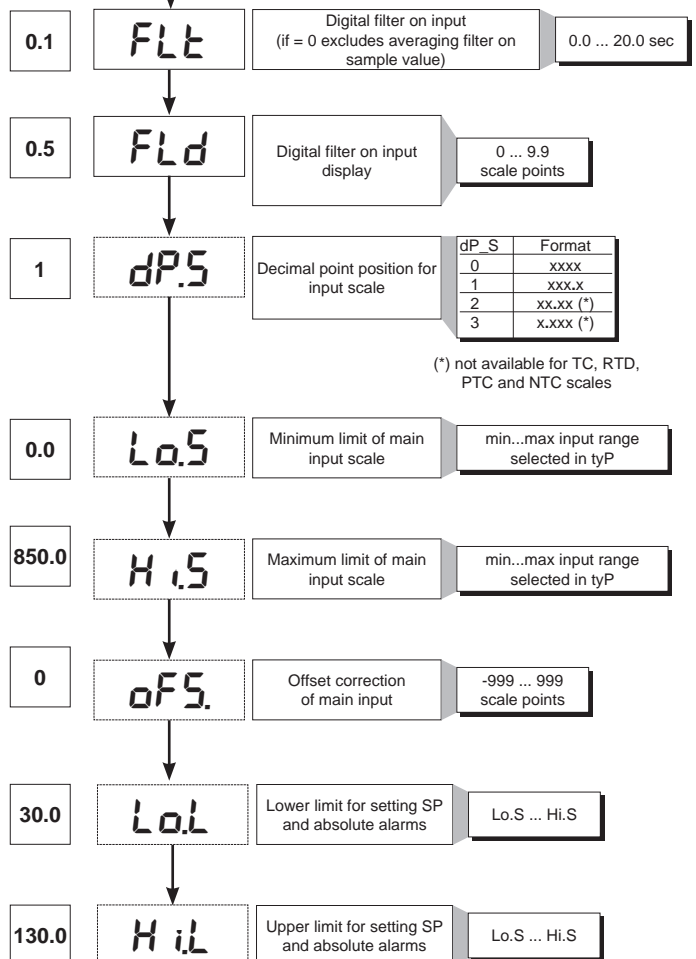 0.1
FLt
Digital filter on input
(if = 0 excludes averaging filter on
sample value)
0.0 ... 20.0 sec
0.5
FLd
Digital filter on input
display
0 ... 9.9
scale points
1
dP.S
Decimal point position for
input scale
dP_S Format
0 xxxx
1 xxx.x
2 xx.xx (*)
3 x.xxx (*)
(*) not available for TC, RTD,
PTC and NTC scales
0.0
Lo.S
Minimum limit of main
input scale
min...max input range
selected in tyP
850.0
Hi.S
Maximum limit of main
input scale
min...max input range
selected in tyP
0
oFS.
Offset correction
of main input
-999 ... 999
scale points
30.0
Lo.L
Lower limit for setting SP
and absolute alarms
Lo.S ... Hi.S
130.0
Hi.L
Upper limit for setting SP
and absolute alarms
Lo.S ... Hi.S